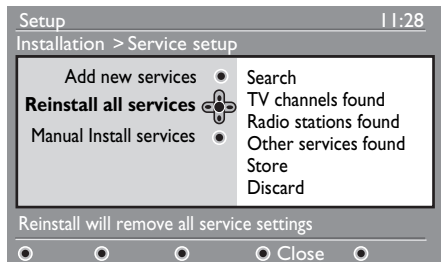 Setup 11:28
Installation > Service setup
Add new services
Reinstall all services
Manual Install services
Search
TV channels found
Radio stations found
Other services found
Store
Discard
Reinstall will remove all service settings
Close